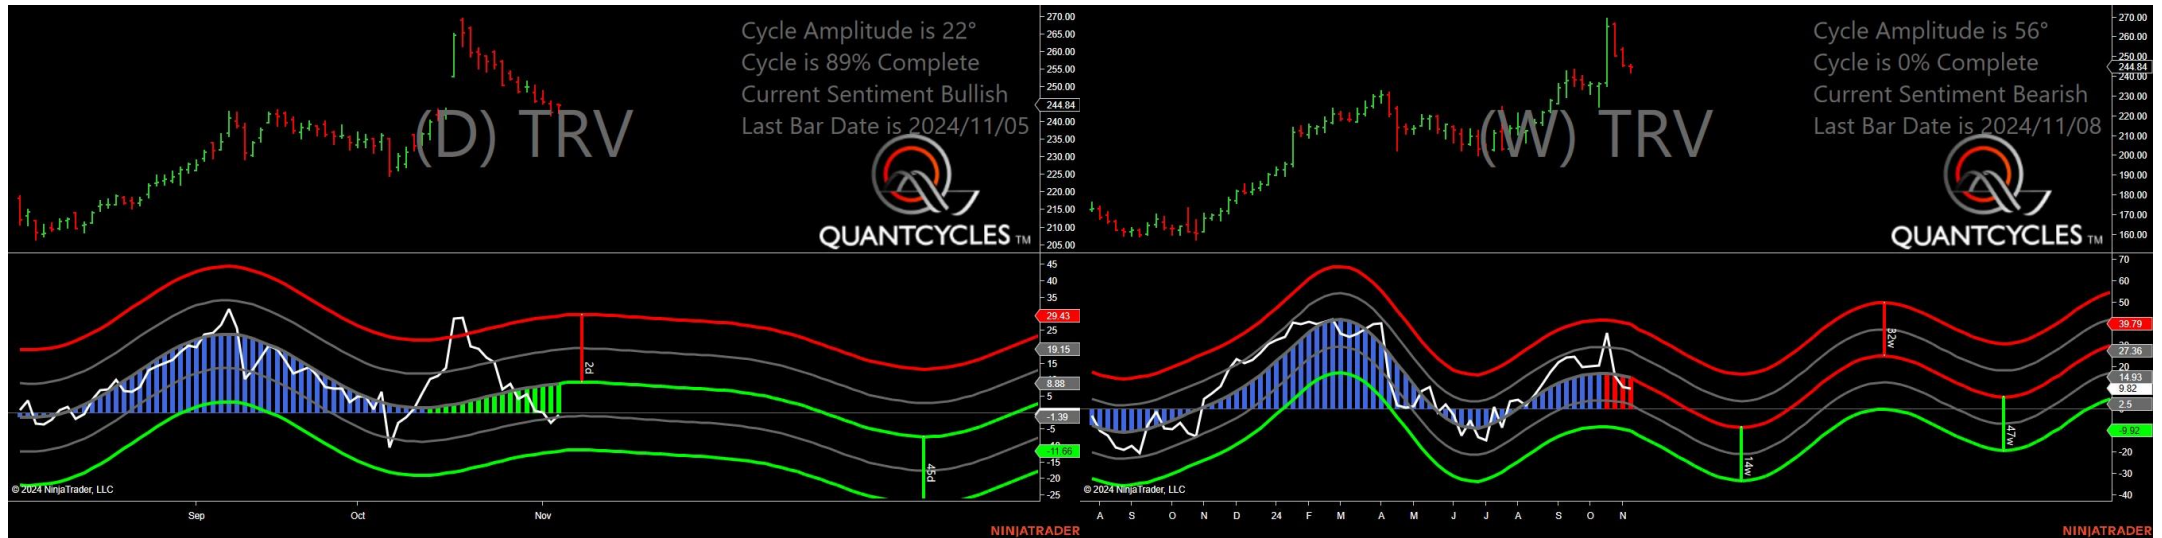 Cycle Amplitude is 22°
Cycle is 89% Complete
Current Sentiment Bullish
Last Bar Date is 2024/11/05
(D) TRV
QUANTCYCLES TM
270.00
265.00
260.00
255.00
250.00
244.84
240.00
235.00
230.00
225.00
220.00
215.00
210.00
205.00
45
40
35
29.43
25
19.15
15
8.88
5
-1.39
-5
-11.66
-15
-20
-25
2d
45d
© 2024 NinjaTrader, LLC
Sep
Oct
Nov
NINJATRADER
Cycle Amplitude is 56°
Cycle is 0% Complete
Current Sentiment Bearish
Last Bar Date is 2024/11/08
(W) TRV
QUANTCYCLES TM
270.00
260.00
250.00
244.84
240.00
230.00
220.00
210.00
200.00
190.00
180.00
170.00
160.00
70
60
50
39.79
27.36
20
14.93
9.82
2.5
-9.92
-20
-30
-40
32w
14w
47w
© 2024 NinjaTrader, LLC
A S O N D 24 F M A M J J A S O N
NINJATRADER